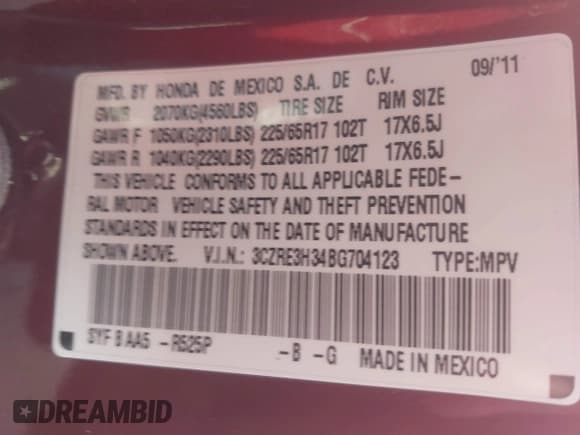 MFD. BY HONDA DE MEXICO S.A. DE C.V. 09/'11
GVWR 2070KG(4560LBS) TIRE SIZE RIM SIZE
GAWR F 1050KG(2310LBS) 225/65R17 102T 17X6.5J
GAWR R 1040KG(2290LBS) 225/65R17 102T 17X6.5J
THIS VEHICLE CONFORMS TO ALL APPLICABLE FEDE-
RAL MOTOR VEHICLE SAFETY AND THEFT PREVENTION
STANDARDS IN EFFECT ON THE DATE OF MANUFACTURE
SHOWN ABOVE. V.I.N.: 3CZRE3H34BG704123 TYPE:MPV
SYF B AA5 -R525P -B -G MADE IN MEXICO
DREAMBID